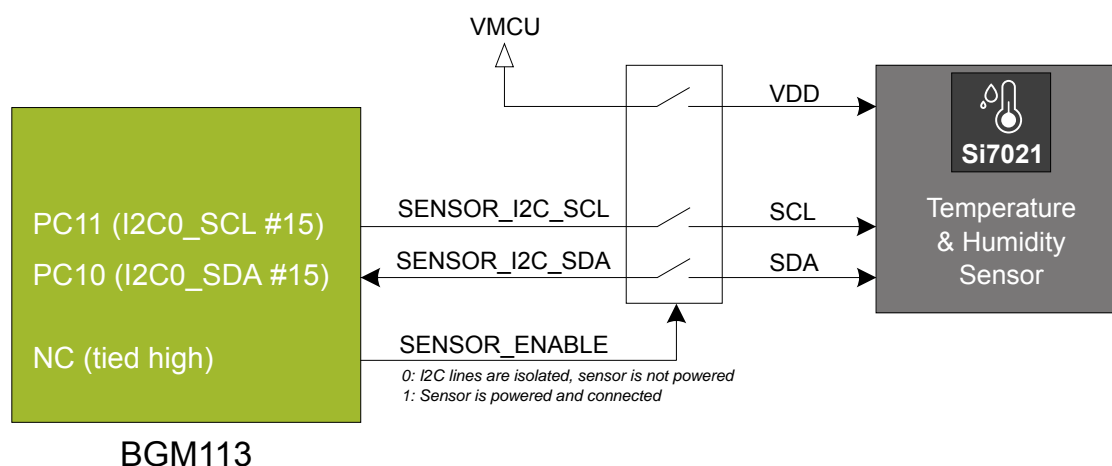 VMCU
VDD
Si7021
PC11 (I2C0_SCL #15)
SENSOR_I2C_SCL
SCL
Temperature
& Humidity
Sensor
PC10 (I2C0_SDA #15)
SENSOR_I2C_SDA
SDA
NC (tied high)
SENSOR_ENABLE
0: I2C lines are isolated, sensor is not powered
1: Sensor is powered and connected
BGM113